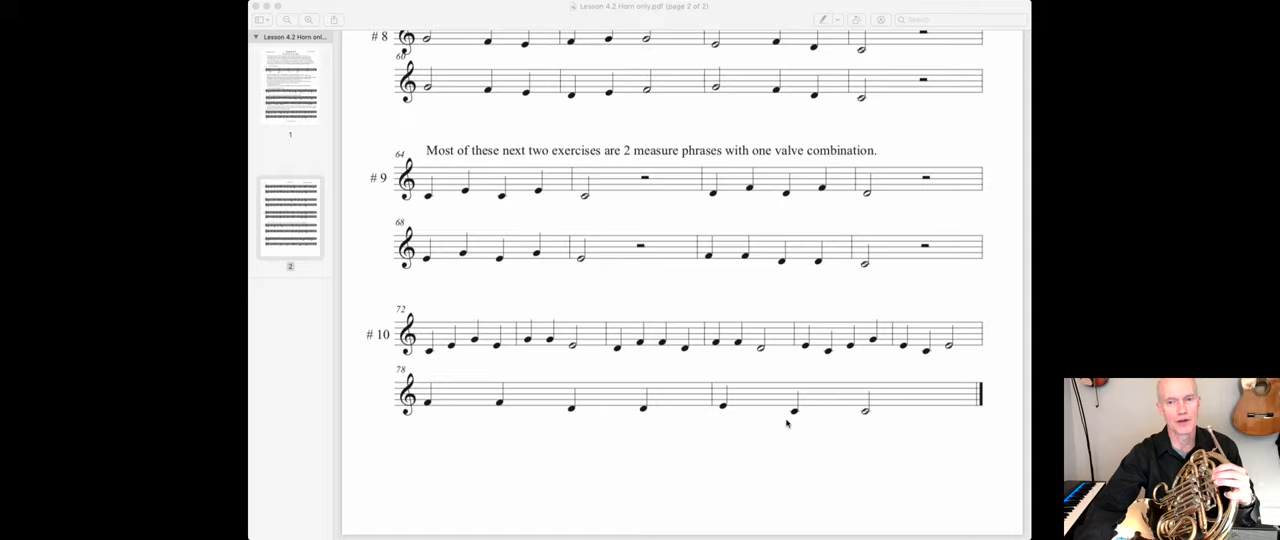 Lesson 4.2 Horn only.pdf (page 2 of 2)
Search
Lesson 4.2 Horn onl...
1
2
# 8
60
Most of these next two exercises are 2 measure phrases with one valve combination.
64
# 9
68
72
# 10
78